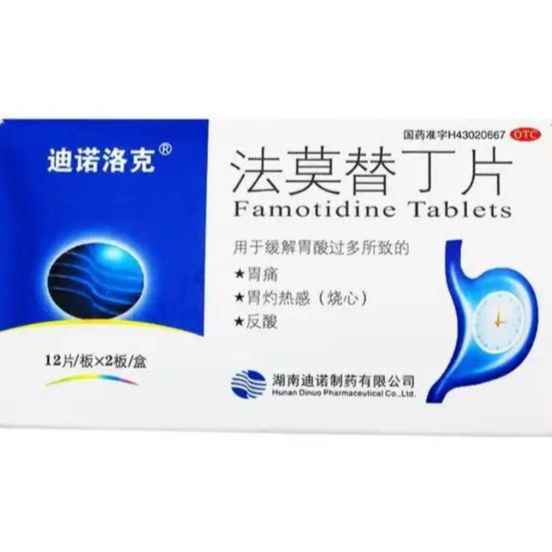 国药准字H43020667 OTC
迪诺洛克®
法莫替丁片
Famotidine Tablets
用于缓解胃酸过多所致的
★胃痛
★胃灼热感（烧心）
★反酸
12片/板×2板/盒
湖南迪诺制药有限公司
Hunan Dinuo Pharmaceutical Co.,Ltd.